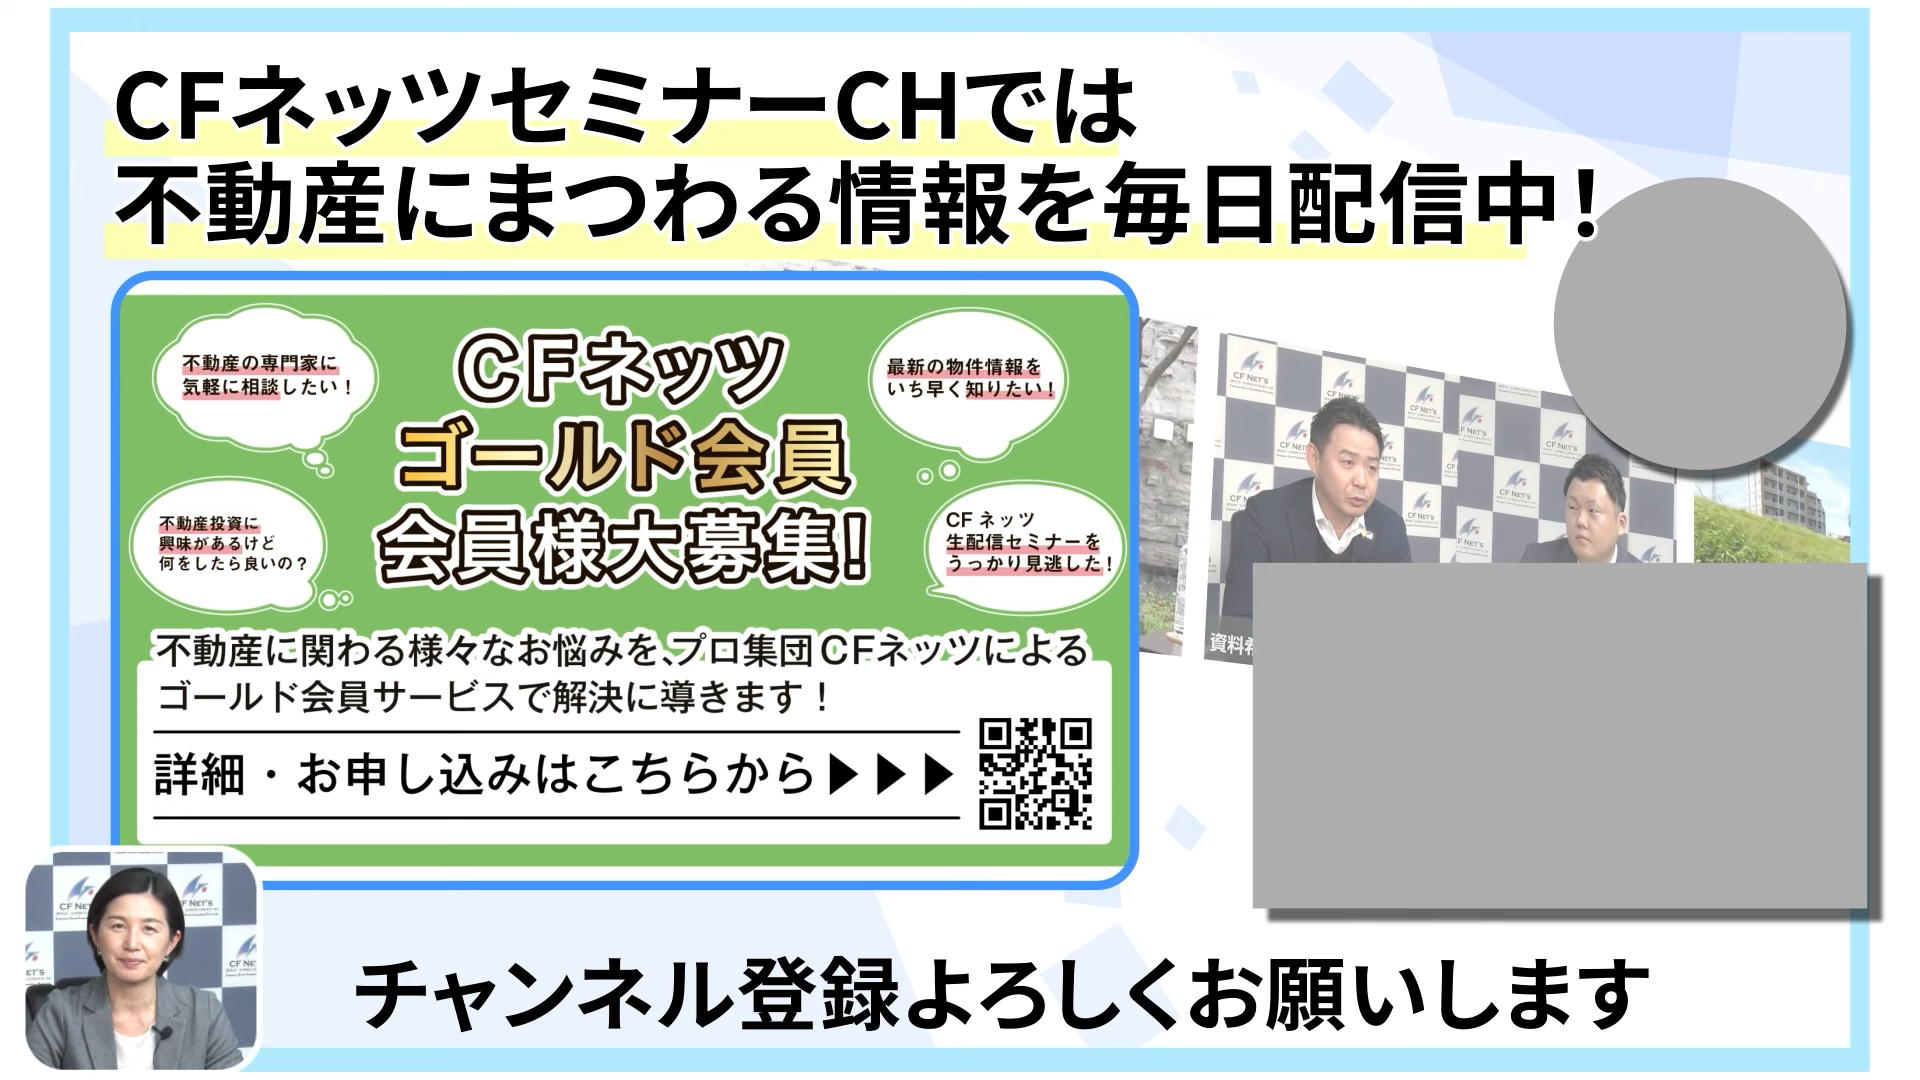 CFネッツセミナーCHでは
不動産にまつわる情報を毎日配信中！
不動産の専門家に
気軽に相談したい！
CFネッツ
ゴールド会員
会員様大募集!
最新の物件情報を
いち早く知りたい！
不動産投資に
興味があるけど
何をしたら良いの？
CFネッツ
生配信セミナーを
うっかり見逃した！
不動産に関わる様々なお悩みを、プロ集団CFネッツによる
ゴールド会員サービスで解決に導きます！
詳細・お申し込みはこちらから▶▶▶
CF NET'S
資料
チャンネル登録よろしくお願いします